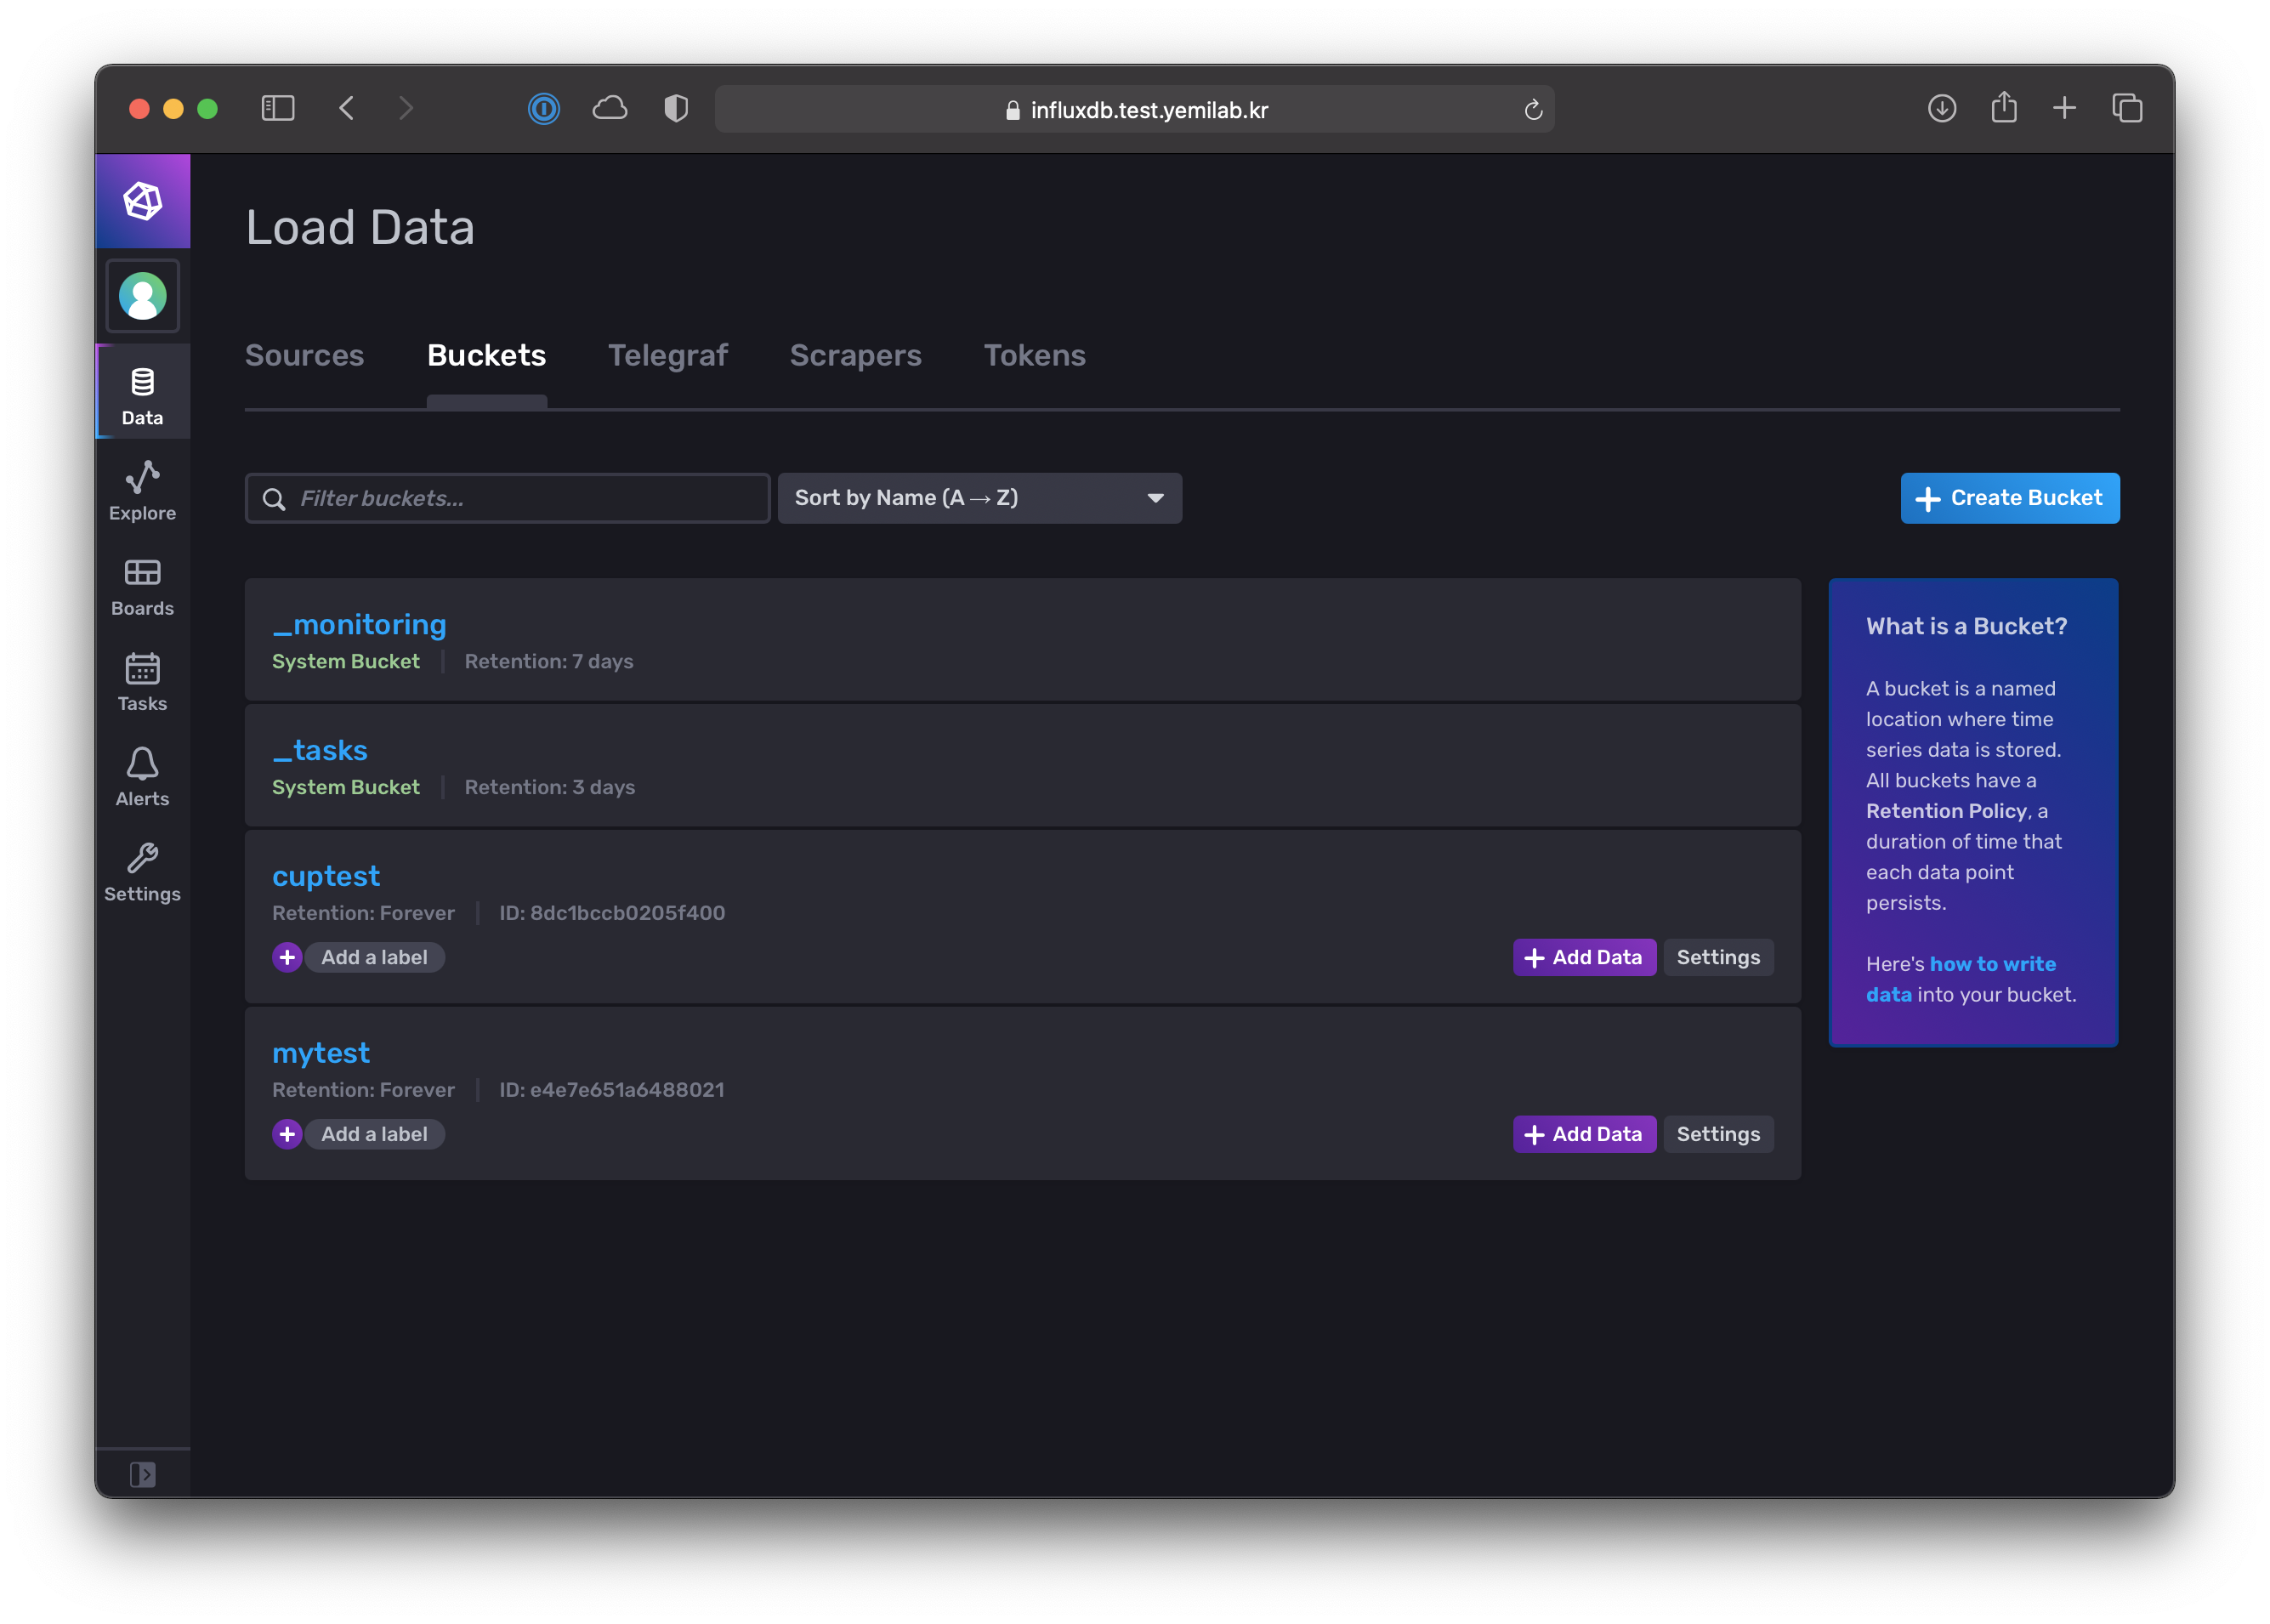 influxdb.test.yemilab.kr
Load Data
Sources Buckets Telegraf Scrapers Tokens
Data
Explore
Boards
Tasks
Alerts
Settings
Filter buckets...
Sort by Name (A → Z)
Create Bucket
_monitoring
System Bucket Retention: 7 days
_tasks
System Bucket Retention: 3 days
cuptest
Retention: Forever ID: 8dc1bccb0205f400
Add a label
Add Data Settings
mytest
Retention: Forever ID: e4e7e651a6488021
Add a label
Add Data Settings
What is a Bucket?
A bucket is a named
location where time
series data is stored.
All buckets have a
Retention Policy, a
duration of time that
each data point
persists.
Here's how to write
data into your bucket.